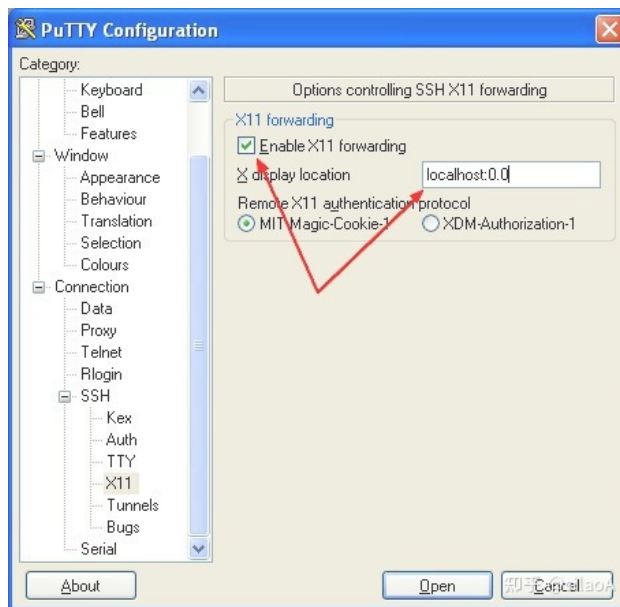 PuTTY Configuration
Category:
Keyboard
Bell
Features
Window
Appearance
Behaviour
Translation
Selection
Colours
Connection
Data
Proxy
Telnet
Rlogin
SSH
Kex
Auth
TTY
X11
Tunnels
Bugs
Serial
Options controlling SSH X11 forwarding
X11 forwarding
Enable X11 forwarding
X display location
localhost:0.0
Remote X11 authentication protocol
MIT-Magic-Cookie-1 XDM-Authorization-1
About
Open
Cancel
知乎